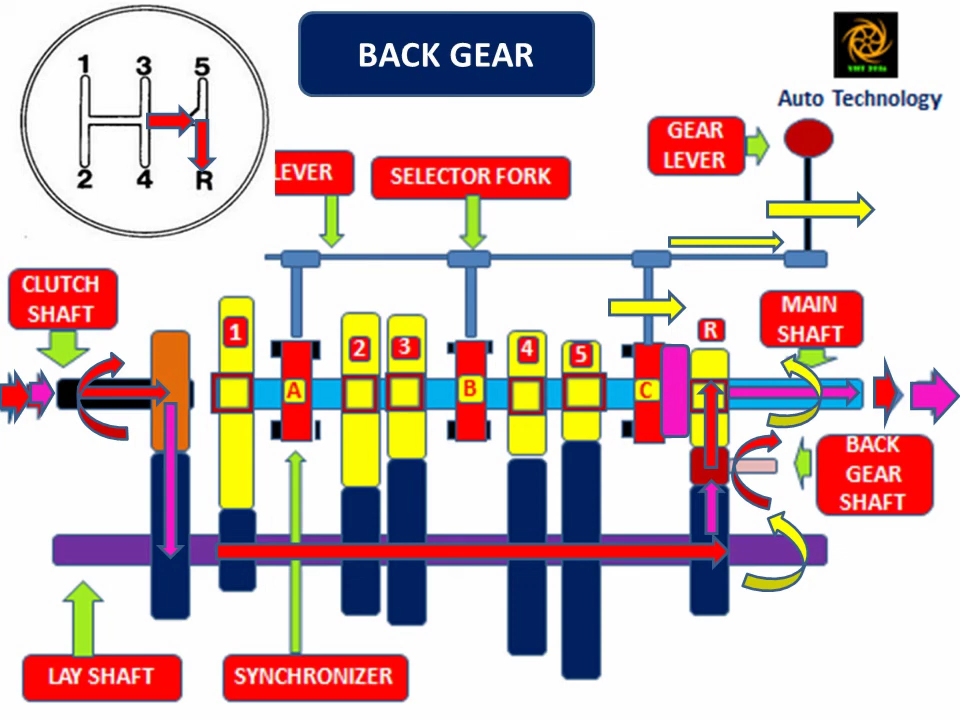 BACK GEAR
1 3 5
2 4 R
Auto Technology
GEAR
LEVER
LEVER
SELECTOR FORK
CLUTCH
SHAFT
MAIN
SHAFT
1
2
3
4
5
R
A
B
C
BACK
GEAR
SHAFT
LAY SHAFT
SYNCHRONIZER